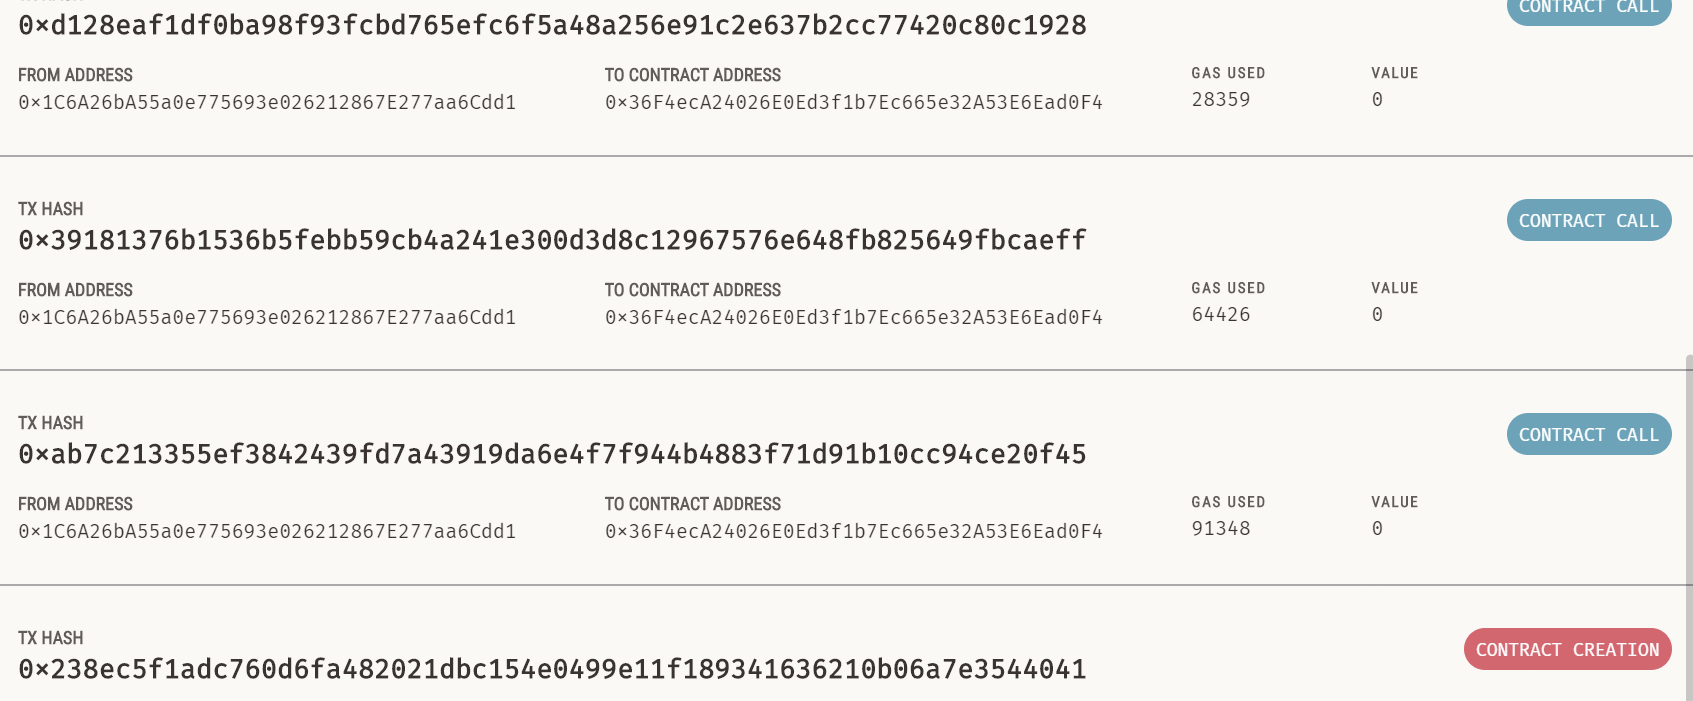 CONTRACT CALL
0×d128eaf1df0ba98f93fcbd765efc6f5a48a256e91c2e637b2cc77420c80c1928
FROM ADDRESS TO CONTRACT ADDRESS GAS USED VALUE
0×1C6A26bA55a0e775693e026212867E277aa6Cdd1 0×36F4ecA24026E0Ed3f1b7Ec665e32A53E6Ead0F4 28359 0
TX HASH CONTRACT CALL
0×39181376b1536b5febb59cb4a241e300d3d8c12967576e648fb825649fbcaeff
FROM ADDRESS TO CONTRACT ADDRESS GAS USED VALUE
0×1C6A26bA55a0e775693e026212867E277aa6Cdd1 0×36F4ecA24026E0Ed3f1b7Ec665e32A53E6Ead0F4 64426 0
TX HASH CONTRACT CALL
0×ab7c213355ef3842439fd7a43919da6e4f7f944b4883f71d91b10cc94ce20f45
FROM ADDRESS TO CONTRACT ADDRESS GAS USED VALUE
0×1C6A26bA55a0e775693e026212867E277aa6Cdd1 0×36F4ecA24026E0Ed3f1b7Ec665e32A53E6Ead0F4 91348 0
TX HASH CONTRACT CREATION
0×238ec5f1adc760d6fa482021dbc154e0499e11f189341636210b06a7e3544041